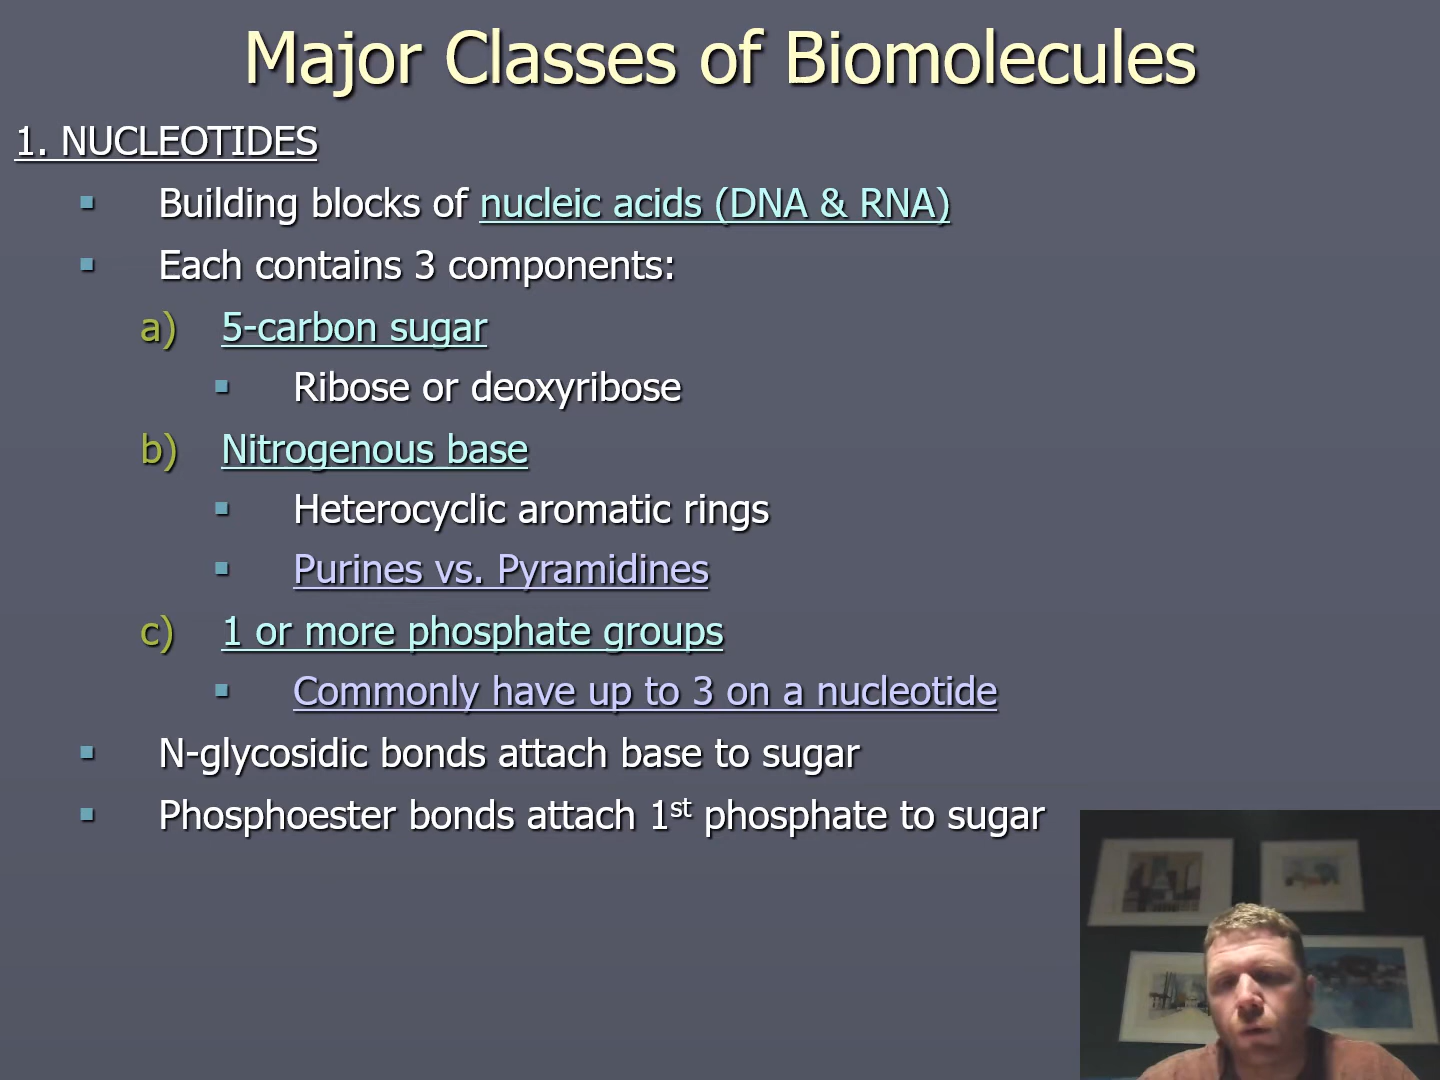 Major Classes of Biomolecules
1. NUCLEOTIDES
▪ Building blocks of nucleic acids (DNA & RNA)
▪ Each contains 3 components:
a) 5-carbon sugar
▪ Ribose or deoxyribose
b) Nitrogenous base
▪ Heterocyclic aromatic rings
▪ Purines vs. Pyramidines
c) 1 or more phosphate groups
▪ Commonly have up to 3 on a nucleotide
▪ N-glycosidic bonds attach base to sugar
▪ Phosphoester bonds attach 1st phosphate to sugar